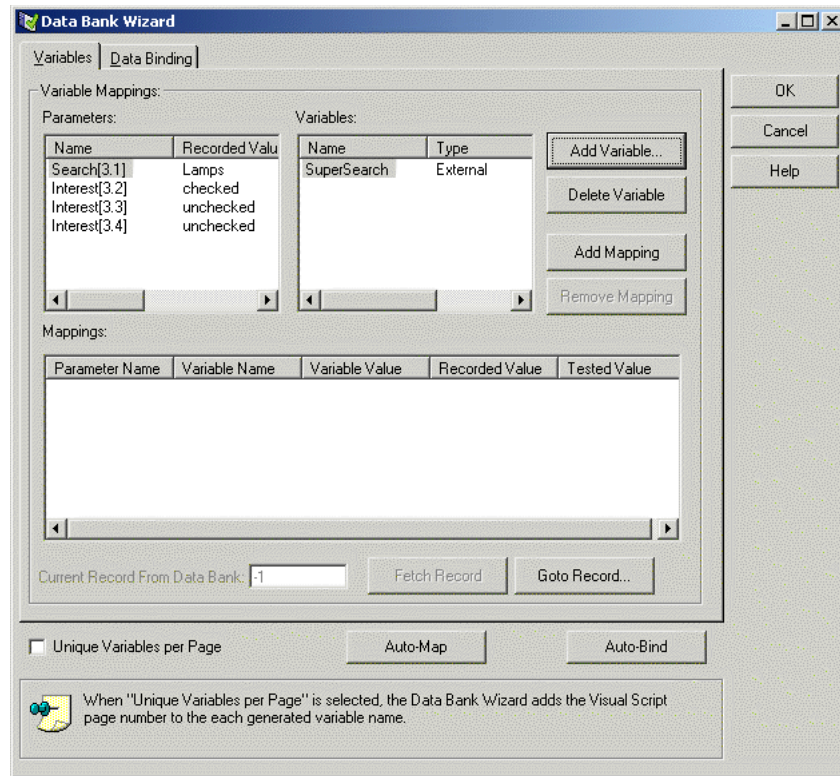 Data Bank Wizard
Variables Data Binding
Variable Mappings:
Parameters: Variables:
Name Recorded Valu Name Type
Search[3.1] Lamps SuperSearch External
Interest[3.2] checked
Interest[3.3] unchecked
Interest[3.4] unchecked
Add Variable...
Delete Variable
Add Mapping
Remove Mapping
OK
Cancel
Help
Mappings:
Parameter Name Variable Name Variable Value Recorded Value Tested Value
Current Record From Data Bank: -1 Fetch Record Goto Record...
Unique Variables per Page Auto-Map Auto-Bind
When "Unique Variables per Page" is selected, the Data Bank Wizard adds the Visual Script
page number to the each generated variable name.